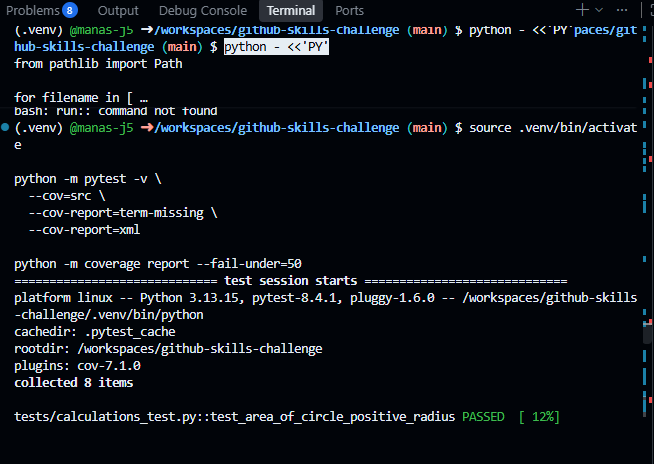 Problems 8 Output Debug Console Terminal Ports
(.venv) @manas-j5 ➜/workspaces/github-skills-challenge (main) $ python - <<'PY'paces/git
hub-skills-challenge (main) $ python - <<'PY'
from pathlib import Path
for filename in [ …
bash: run:: command not found
(.venv) @manas-j5 ➜/workspaces/github-skills-challenge (main) $ source .venv/bin/activat
e
python -m pytest -v \
--cov=src \
--cov-report=term-missing \
--cov-report=xml
python -m coverage report --fail-under=50
============================= test session starts =============================
platform linux -- Python 3.13.15, pytest-8.4.1, pluggy-1.6.0 -- /workspaces/github-skills
-challenge/.venv/bin/python
cachedir: .pytest_cache
rootdir: /workspaces/github-skills-challenge
plugins: cov-7.1.0
collected 8 items
tests/calculations_test.py::test_area_of_circle_positive_radius PASSED [ 12%]